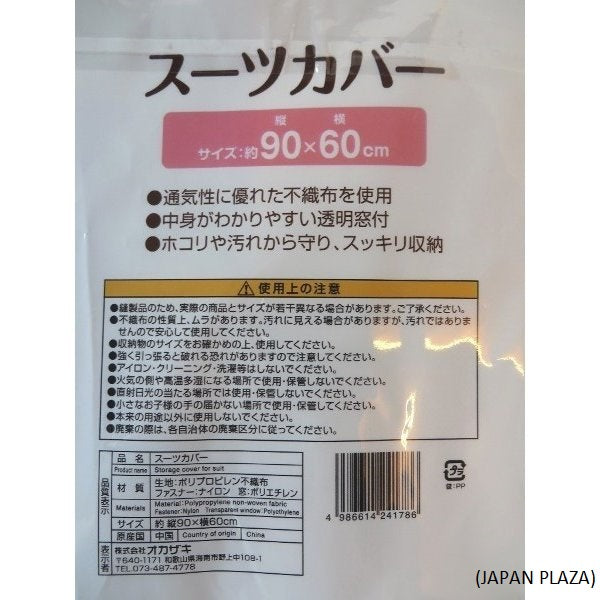 スーツカバー
縦 横
サイズ:約90×60cm
●通気性に優れた不織布を使用
●中身がわかりやすい透明窓付
●ホコリや汚れから守り、スッキリ収納
⚠使用上の注意
●縫製品のため、実際の商品とサイズが若干異なる場合があります。ご了承ください。
●不織布の性質上、ムラがあります。汚れに見える場合がありますが、汚れではありま
せんので安心して使用してください。
●収納物のサイズをお確かめの上、使用してください。
●強く引っ張ると破れる恐れがありますので注意してください。
●アイロン・クリーニング・洗濯等はしないでください。
●火気の側や高温多湿になる場所で使用・保管しないでください。
●直射日光の当たる場所では使用・保管しないでください。
●小さなお子様の手の届かない場所で使用・保管してください。
●本来の用途以外に使用しないでください。
●廃棄の際は、各自治体の廃棄区分に従ってください。
品質表示
品名 スーツカバー
Product name Storage cover for suit
材質 生地:ポリプロピレン不織布
ファスナー:ナイロン 窓:ポリエチレン
Materials Material:Polypropylene non-woven fabric
Fastener:Nylon Transparent window:Polyethylene
サイズ 約 縦90×横60cm
原産国 中国 Country of origin China
表示者 株式会社オカザキ
〒640-1171 和歌山県海南市野上中108-1
TEL.073-487-4778
4 986614 241786
プラ
袋:PP
(JAPAN PLAZA)